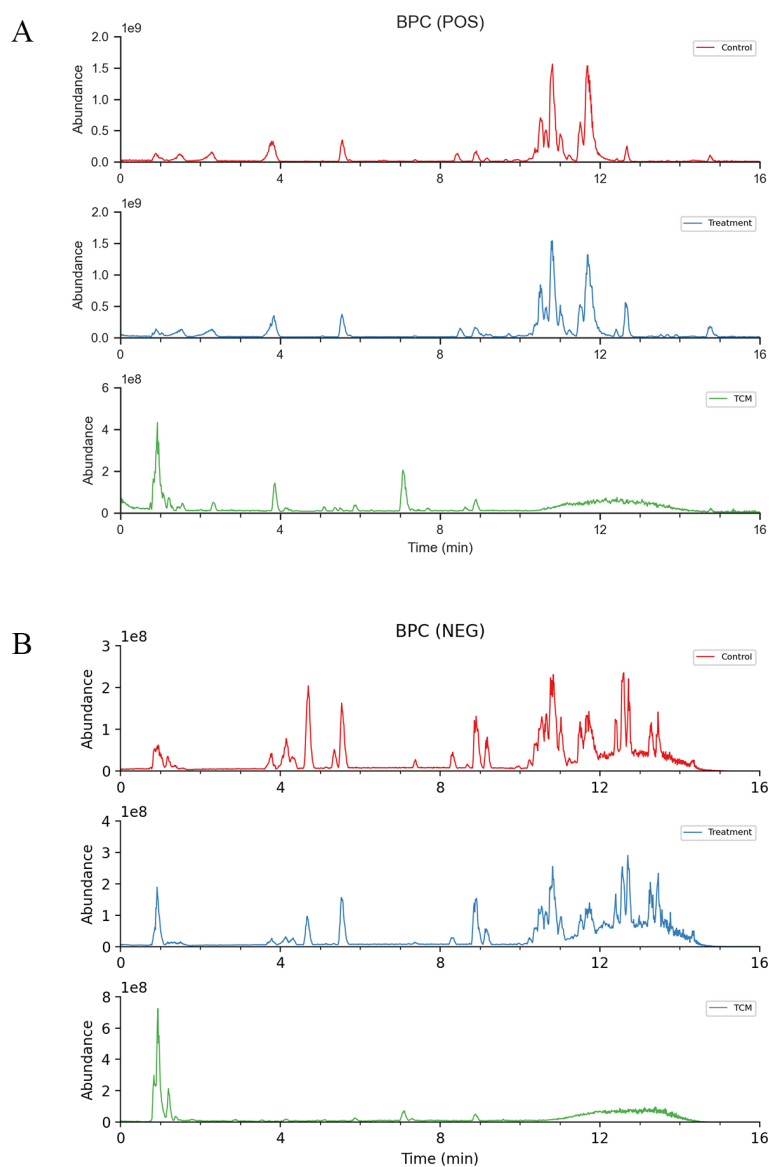 A
BPC (POS)
1e9
Control
2.0
1.5
1.0
0.5
0.0
Abundance
0 4 8 12 16
1e9
Treatment
2.0
1.5
1.0
0.5
0.0
Abundance
0 4 8 12 16
1e8
TCM
6
4
2
0
Abundance
0 4 8 12 16
Time (min)
B
BPC (NEG)
1e8
Control
3
2
1
0
Abundance
0 4 8 12 16
1e8
Treatment
4
3
2
1
0
Abundance
0 4 8 12 16
1e8
TCM
8
6
4
2
0
Abundance
0 4 8 12 16
Time (min)